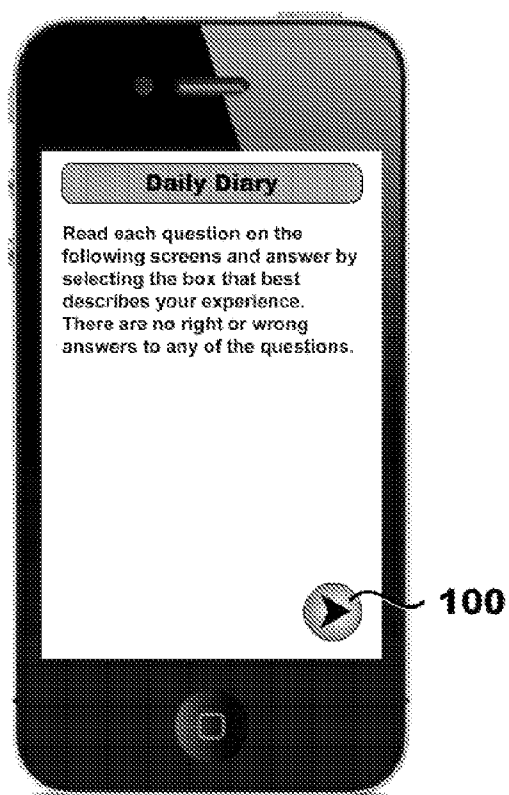 Daily Diary
Read each question on the
following screens and answer by
selecting the box that best
describes your experience.
There are no right or wrong
answers to any of the questions.
100